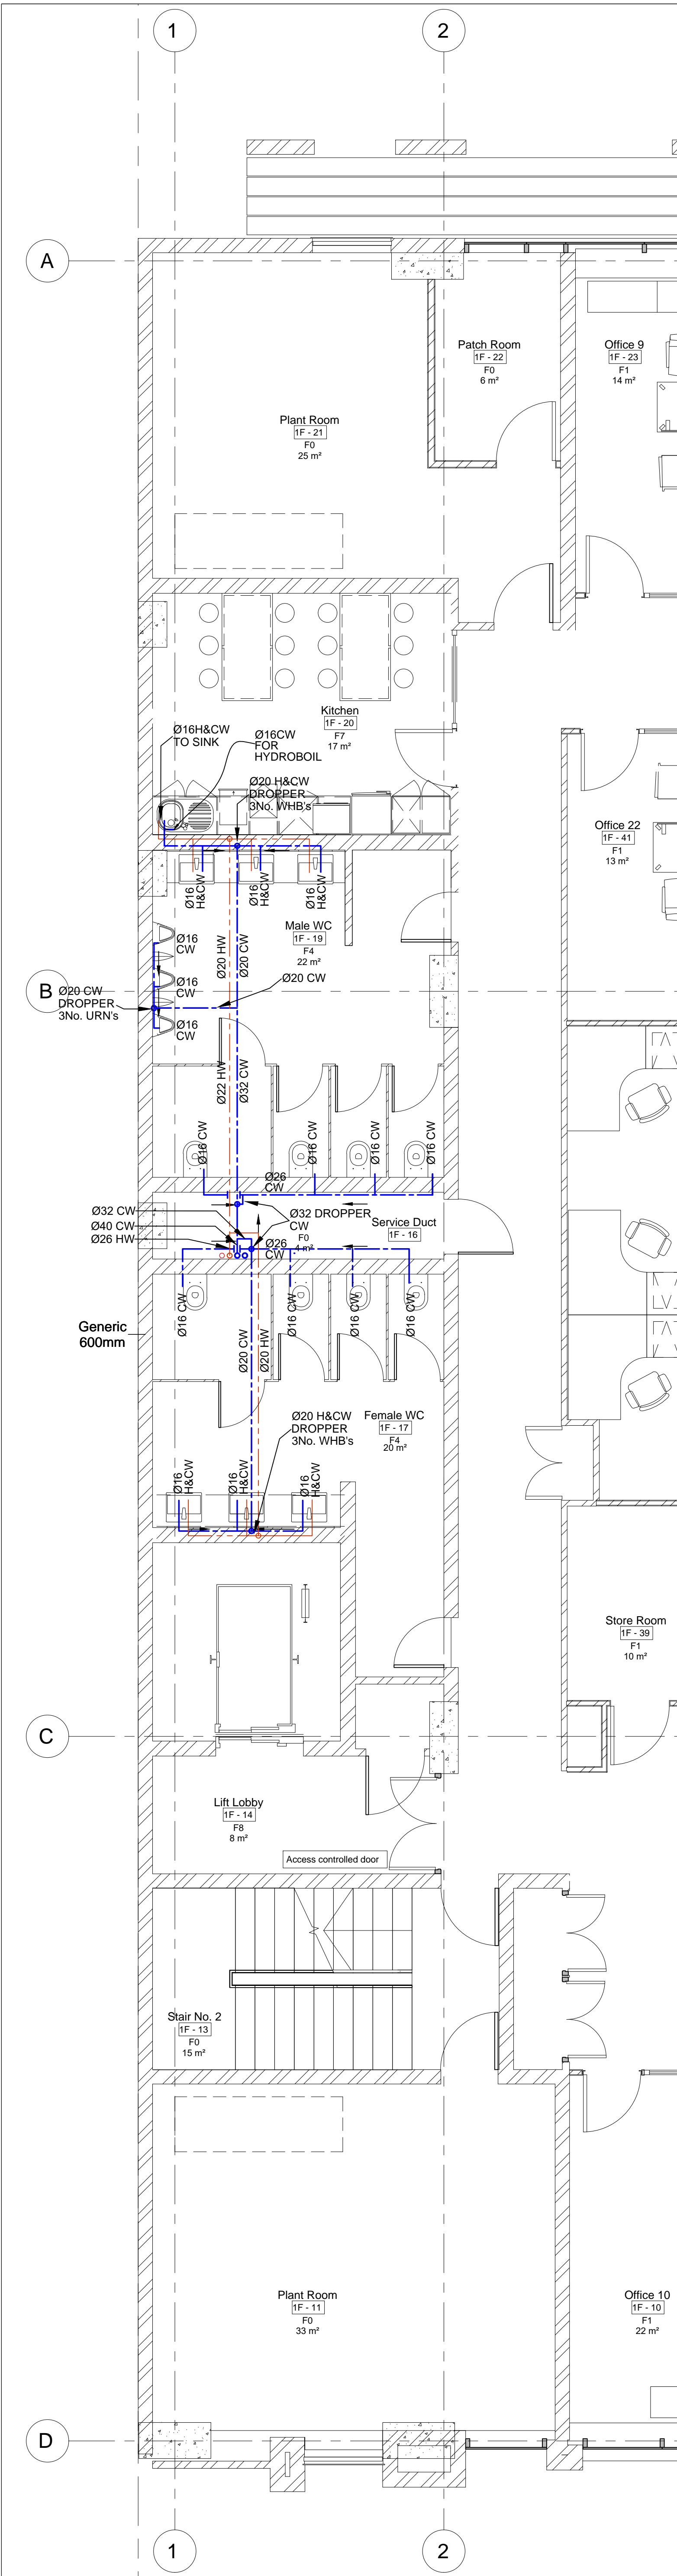 1
2
A
Patch Room
1F - 22
F0
6 m²
Office 9
1F - 23
F1
14 m²
Plant Room
1F - 21
F0
25 m²
Kitchen
1F - 20
F7
17 m²
Ø16H&CW
TO SINK
Ø16CW
FOR
HYDROBOIL
Ø20 H&CW
DROPPER
3No. WHB's
Office 22
1F - 41
F1
13 m²
Ø16
H&CW
Ø16
H&CW
Ø16
H&CW
Male WC
1F - 19
F4
22 m²
Ø16
CW
Ø20 HW
Ø20 CW
Ø20 CW
Ø16
CW
B
Ø20 CW
DROPPER
3No. URN's
Ø16
CW
Ø22 HW
Ø32 CW
Ø16 CW
Ø16 CW
Ø16 CW
Ø16 CW
Ø26
CW
Ø32 CW
Ø40 CW
Ø26 HW
Ø32 DROPPER
CW
F0
4 m²
Service Duct
1F - 16
Ø26
CW
Ø16 CW
Ø16 CW
Ø16 CW
Ø16 CW
Generic
600mm
Ø20 CW
Ø20 HW
Ø20 H&CW
DROPPER
3No. WHB's
Female WC
1F - 17
F4
20 m²
Ø16
H&CW
Ø16
H&CW
Ø16
H&CW
Store Room
1F - 39
F1
10 m²
C
Lift Lobby
1F - 14
F8
8 m²
Access controlled door
Stair No. 2
1F - 13
F0
15 m²
Plant Room
1F - 11
F0
33 m²
Office 10
1F - 10
F1
22 m²
D
1
2